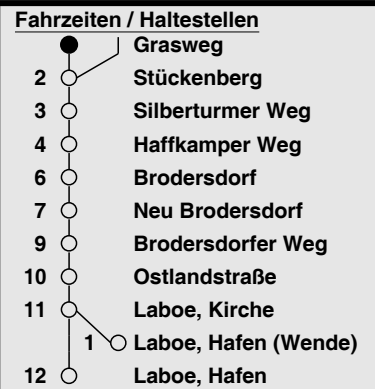 Fahrzeiten / Haltestellen
Grasweg
2 Stückenberg
3 Silberturmer Weg
4 Haffkamper Weg
6 Brodersdorf
7 Neu Brodersdorf
9 Brodersdorfer Weg
10 Ostlandstraße
11 Laboe, Kirche
1 Laboe, Hafen (Wende)
12 Laboe, Hafen